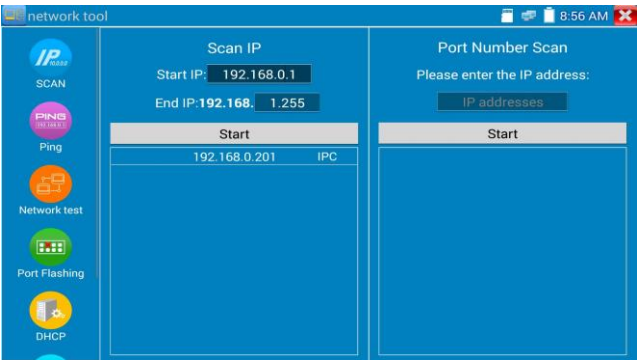 network tool
8:56 AM
IP
SCAN
PING
Ping
Network test
Port Flashing
DHCP
Scan IP
Start IP: 192.168.0.1
End IP:192.168. 1.255
Start
192.168.0.201 IPC
Port Number Scan
Please enter the IP address:
IP addresses
Start